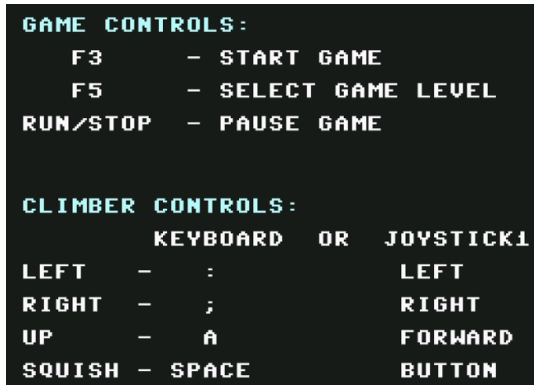 GAME CONTROLS:
F3 - START GAME
F5 - SELECT GAME LEVEL
RUN/STOP - PAUSE GAME
CLIMBER CONTROLS:
KEYBOARD OR JOYSTICK1
LEFT - : LEFT
RIGHT - ; RIGHT
UP - A FORWARD
SQUISH - SPACE BUTTON